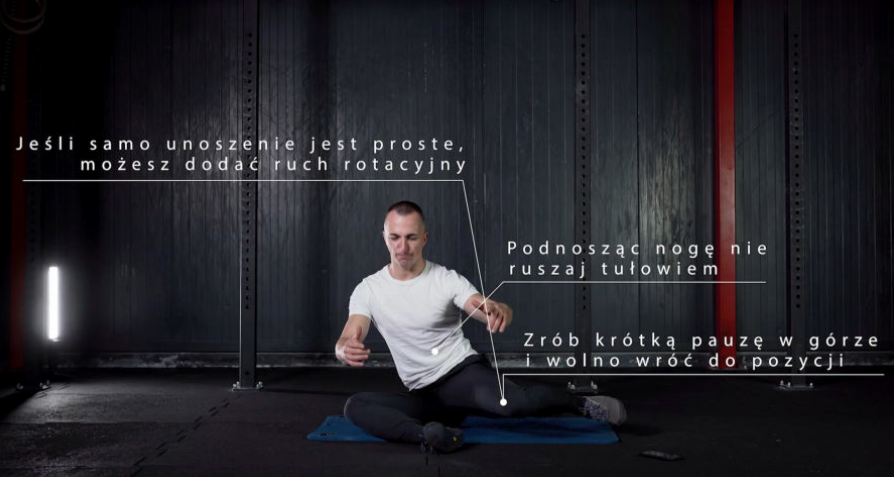 Jeśli samo unoszenie jest proste,
możesz dodać ruch rotacyjny
Podnosząc nogę nie
ruszaj tułowiem
Zrób krótką pauzę w górze
i wolno wróć do pozycji